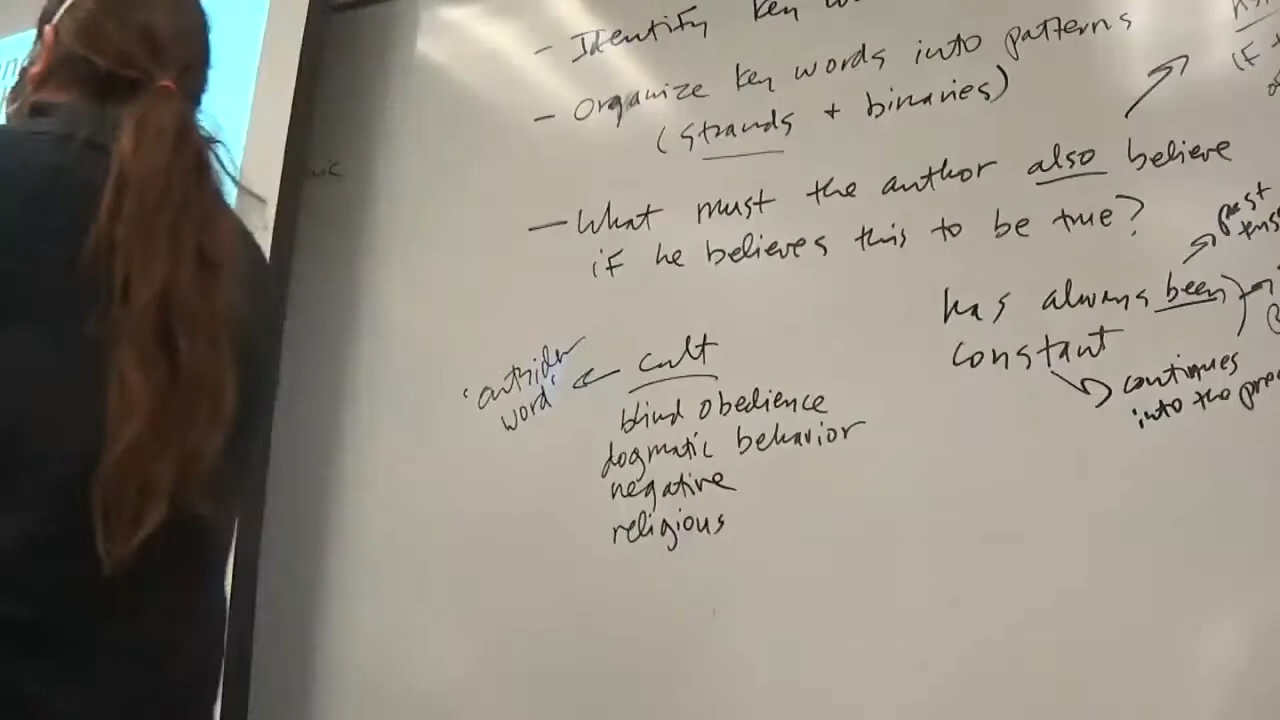 - Identify key
- Organize key words into patterns
(strands + binaries)
- What must the author also believe
if he believes this to be true?
past
has always been
constant
continues
into the
cult
'outsider
word'
blind obedience
dogmatic behavior
negative
religious